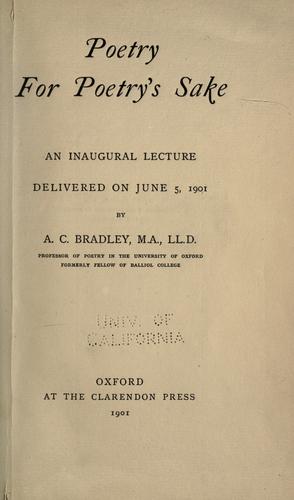 Poetry
For Poetry's Sake
AN INAUGURAL LECTURE
DELIVERED ON JUNE 5, 1901
BY
A. C. BRADLEY, M.A., LL.D.
PROFESSOR OF POETRY IN THE UNIVERSITY OF OXFORD
FORMERLY FELLOW OF BALLIOL COLLEGE
UNIV. OF
CALIFORNIA
OXFORD
AT THE CLARENDON PRESS
1901